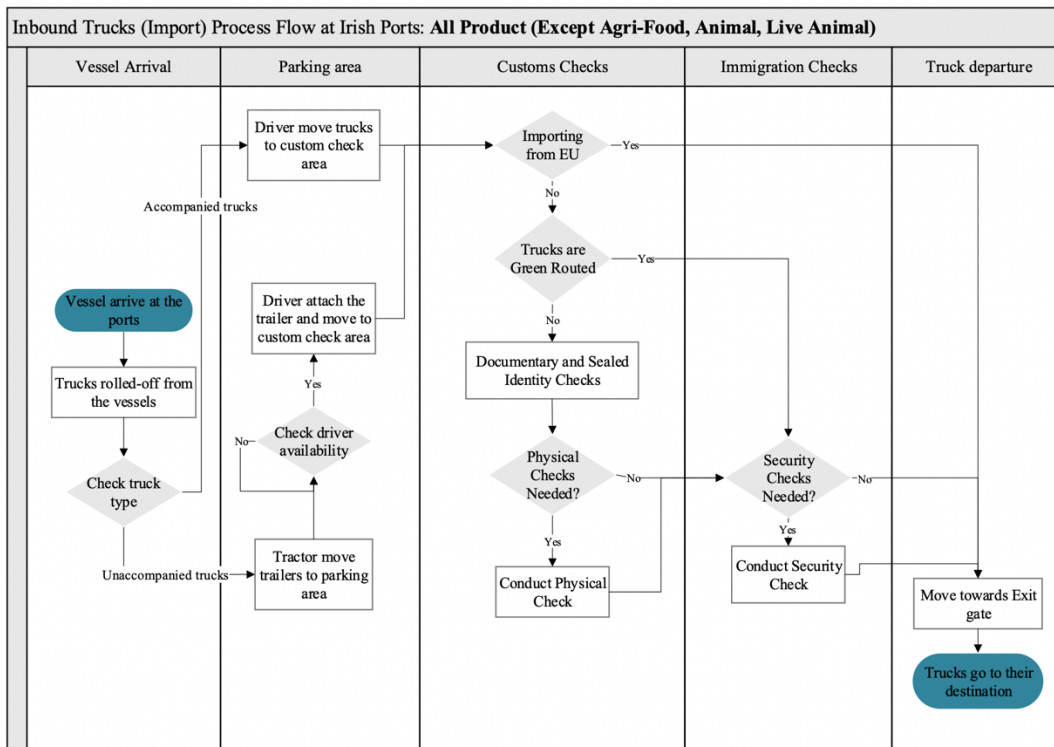 Inbound Trucks (Import) Process Flow at Irish Ports: All Product (Except Agri-Food, Animal, Live Animal)
Vessel Arrival
Parking area
Customs Checks
Immigration Checks
Truck departure
Vessel arrive at the
ports
Trucks rolled-off from
the vessels
Check truck
type
Accompanied trucks
Unaccompanied trucks
Driver move trucks
to custom check
area
Driver attach the
trailer and move to
custom check area
Yes
No
Check driver
availability
Tractor move
trailers to parking
area
Importing
from EU
Yes
No
Trucks are
Green Routed
Yes
No
Documentary and Sealed
Identity Checks
Physical
Checks
Needed?
No
Yes
Conduct Physical
Check
Security
Checks
Needed?
No
Yes
Conduct Security
Check
Move towards Exit
gate
Trucks go to their
destination